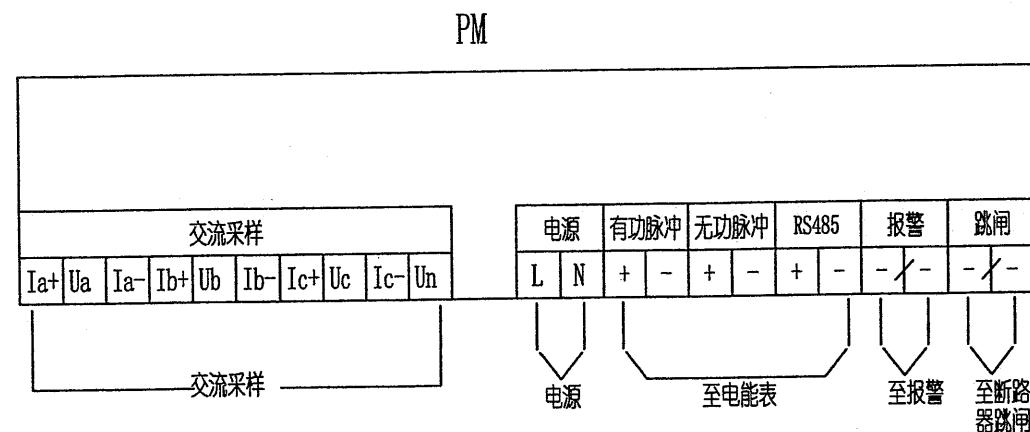 PM
交流采样
电源 有功脉冲 无功脉冲 RS485 报警 跳闸
Ia+ Ua Ia- Ib+ Ub Ib- Ic+ Uc Ic- Un
L N + - + - + - - - - -
交流采样
电源
至电能表
至报警
至断路
器跳闸